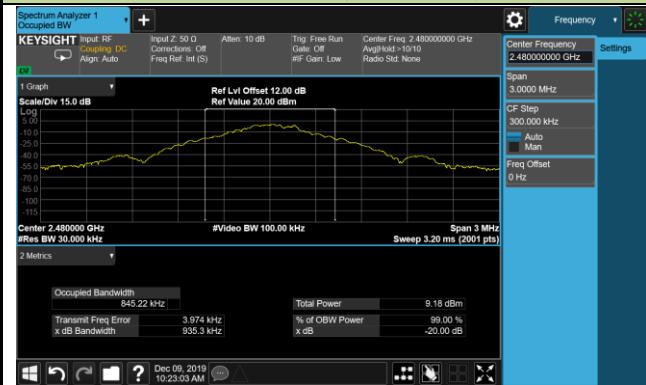 Spectrum Analyzer 1
Occupied BW
+
Frequency
KEYSIGHT
Input: RF
Coupling: DC
Align: Auto
Input Z: 50 Ω
Corrections: Off
Freq Ref: Int (S)
Atten: 10 dB
Trig: Free Run
Gate: Off
#IF Gain: Low
Center Freq: 2.480000000 GHz
Avg|Hold:>10/10
Radio Std: None
Center Frequency
2.480000000 GHz
Settings
Span
3.0000 MHz
CF Step
300.000 kHz
Auto
Man
Freq Offset
0 Hz
1 Graph
Scale/Div 15.0 dB
Ref Lvl Offset 12.00 dB
Ref Value 20.00 dBm
Log
5.00
-10.0
-25.0
-40.0
-55.0
-70.0
-85.0
-100
-115
Center 2.480000 GHz
#Res BW 30.000 kHz
#Video BW 100.00 kHz
Span 3 MHz
Sweep 3.20 ms (2001 pts)
2 Metrics
Occupied Bandwidth
845.22 kHz
Total Power 9.18 dBm
Transmit Freq Error 3.974 kHz
% of OBW Power 99.00 %
x dB Bandwidth 935.3 kHz
x dB -20.00 dB
?
Dec 09, 2019
10:23:03 AM